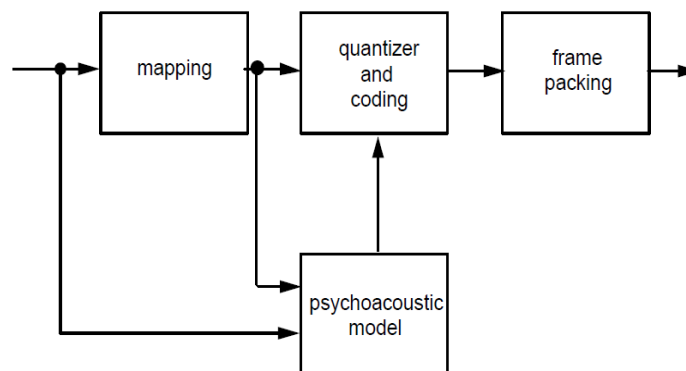 mapping
quantizer
and
coding
frame
packing
psychoacoustic
model